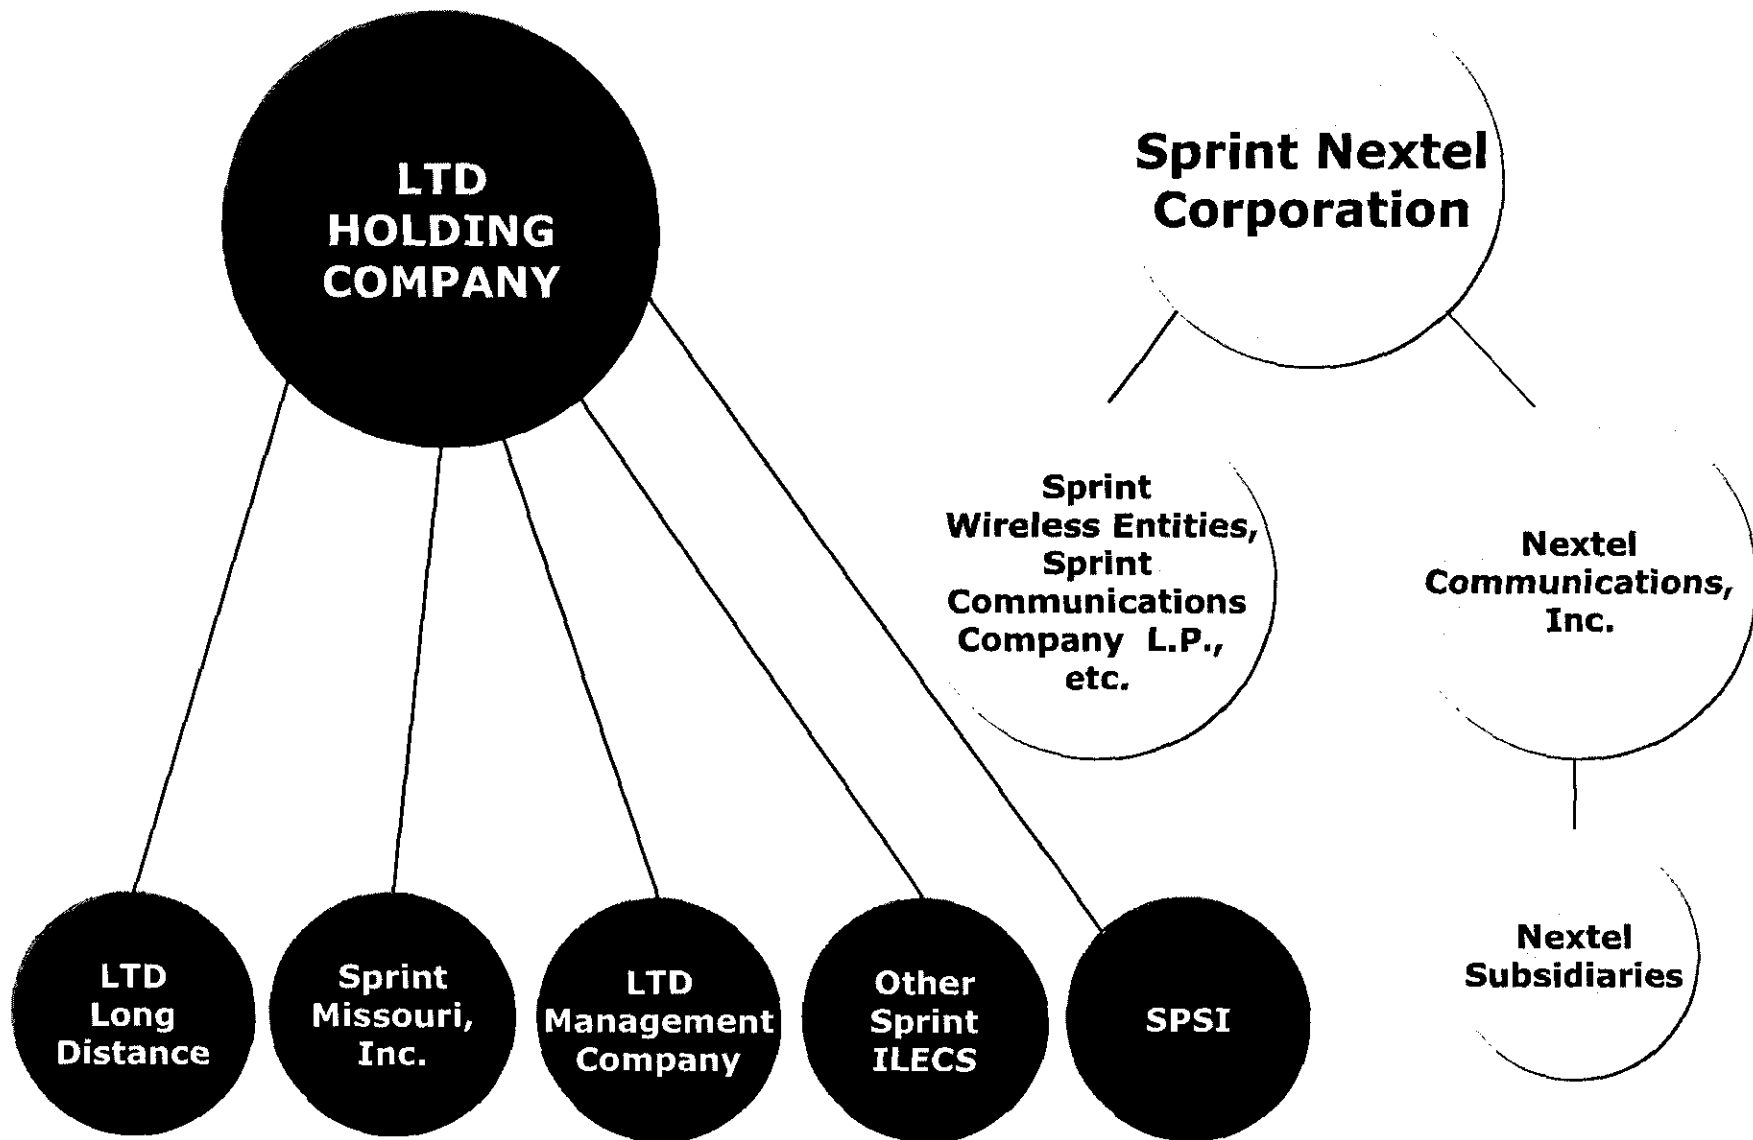 LTD
HOLDING
COMPANY
Sprint Nextel
Corporation
Sprint
Wireless Entities,
Sprint
Communications
Company L.P.,
etc.
Nextel
Communications,
Inc.
LTD
Long
Distance
Sprint
Missouri,
Inc.
LTD
Management
Company
Other
Sprint
ILECS
SPSI
Nextel
Subsidiaries